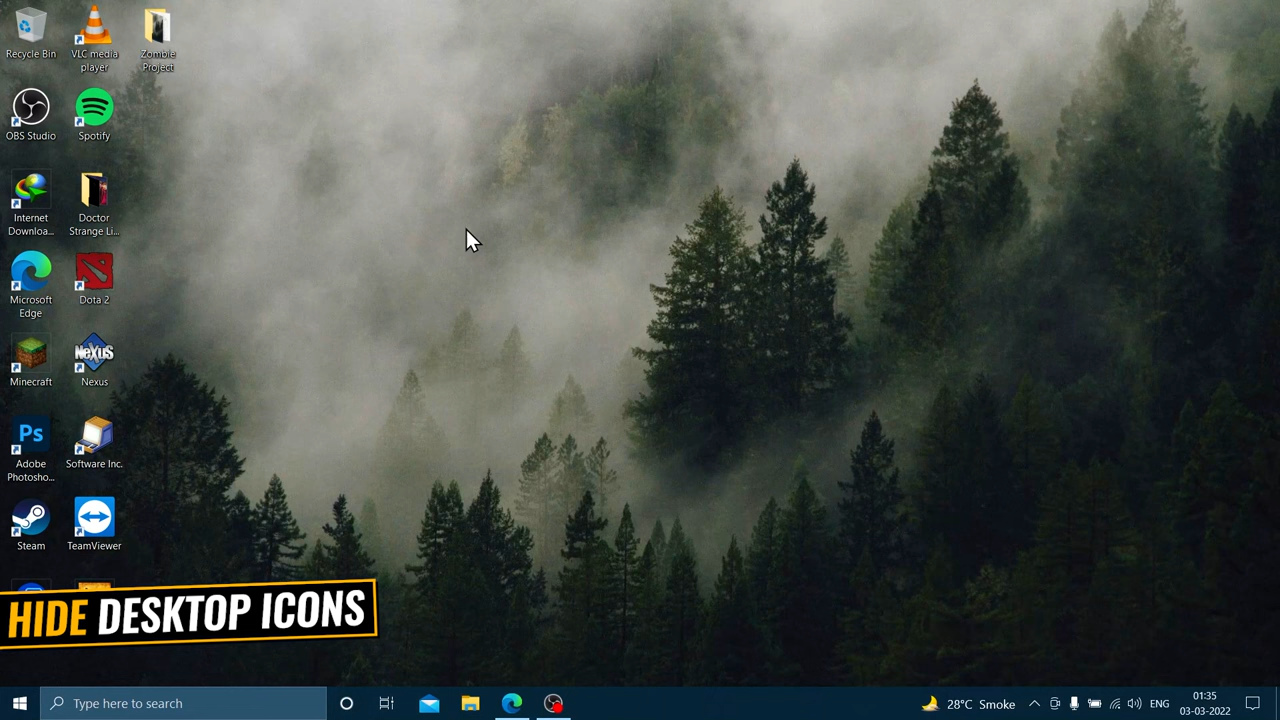 Recycle Bin
VLC media
player
Zombie
Project
OBS Studio
Spotify
Internet
Downloa...
Doctor
Strange Li...
Microsoft
Edge
Dota 2
Minecraft
NeXUS
Nexus
Ps
Adobe
Photosho...
Software Inc.
Steam
TeamViewer
HIDE DESKTOP ICONS
Type here to search
28°C Smoke
ENG
01:35
03-03-2022